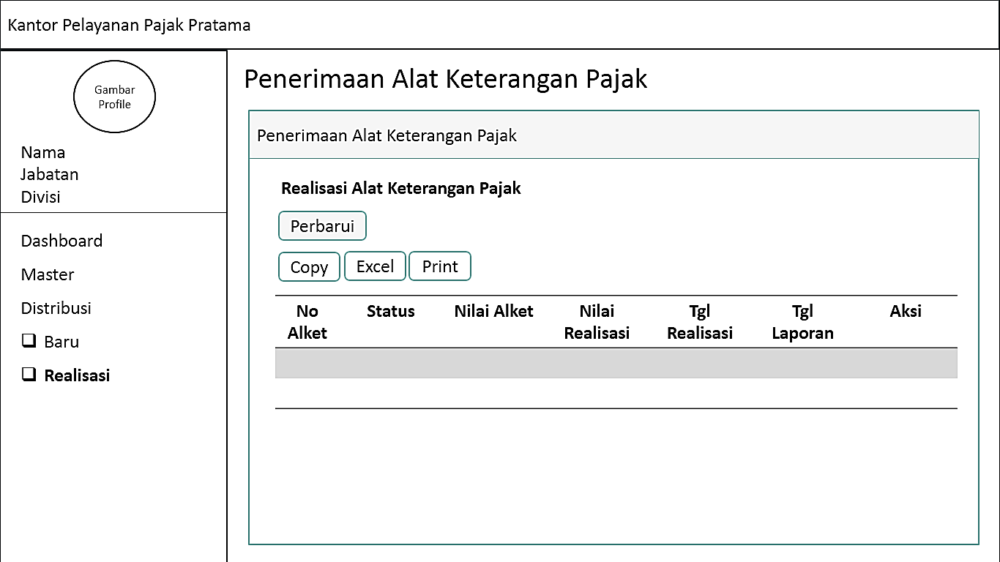 Kantor Pelayanan Pajak Pratama
Gambar
Profile
Nama
Jabatan
Divisi
Dashboard
Master
Distribusi
Baru
Realisasi
Penerimaan Alat Keterangan Pajak
Penerimaan Alat Keterangan Pajak
Realisasi Alat Keterangan Pajak
Perbarui
Copy Excel Print
No Alket Status Nilai Alket Nilai Realisasi Tgl Realisasi Tgl Laporan Aksi